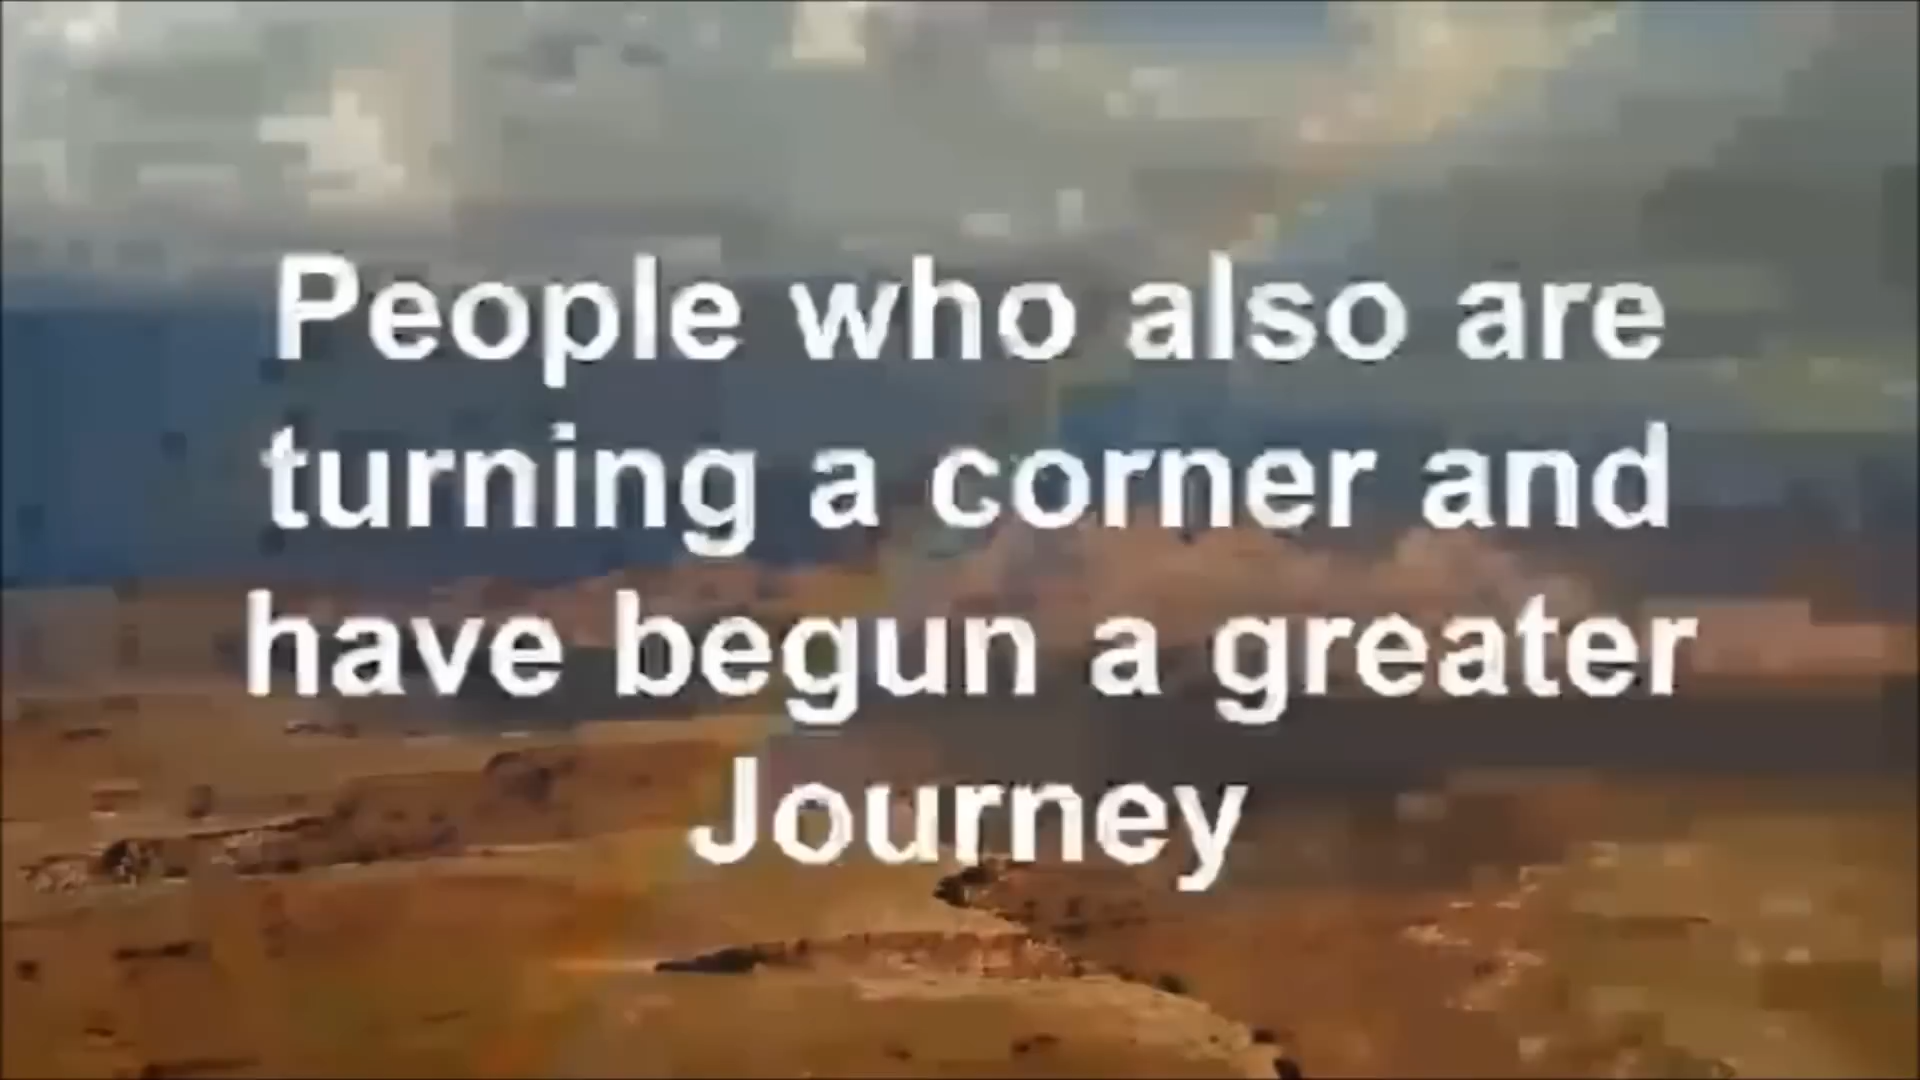 People who also are
turning a corner and
have begun a greater
Journey